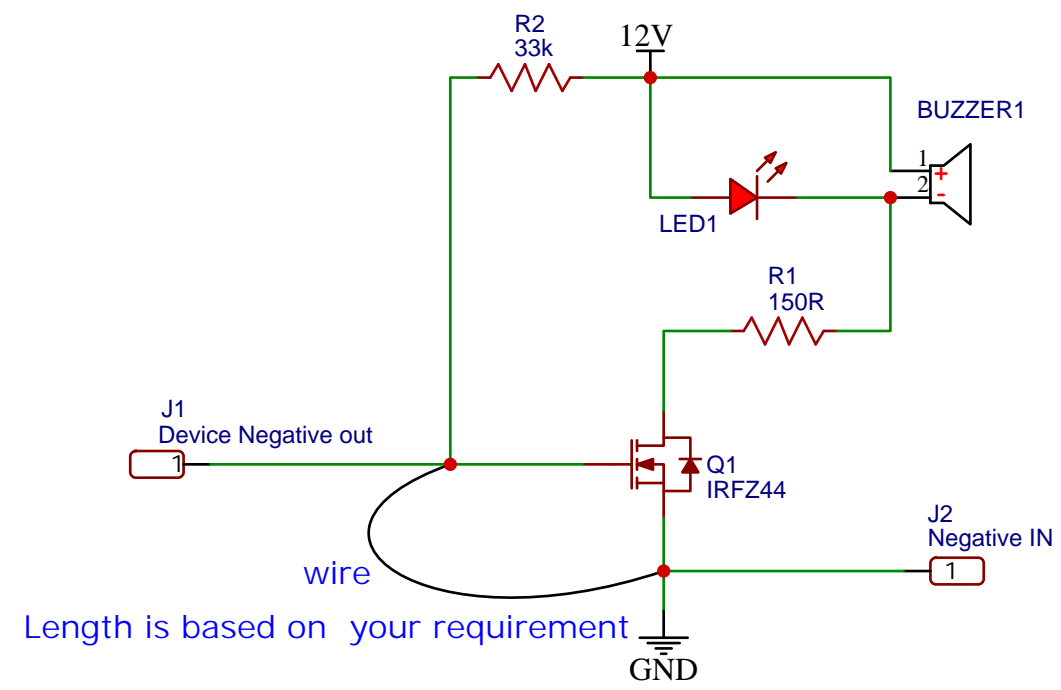 R2
33k
12V
BUZZER1
1
+
2
-
LED1
R1
150R
J1
Device Negative out
1
Q1
IRFZ44
J2
Negative IN
1
wire
Length is based on  your requirement
GND